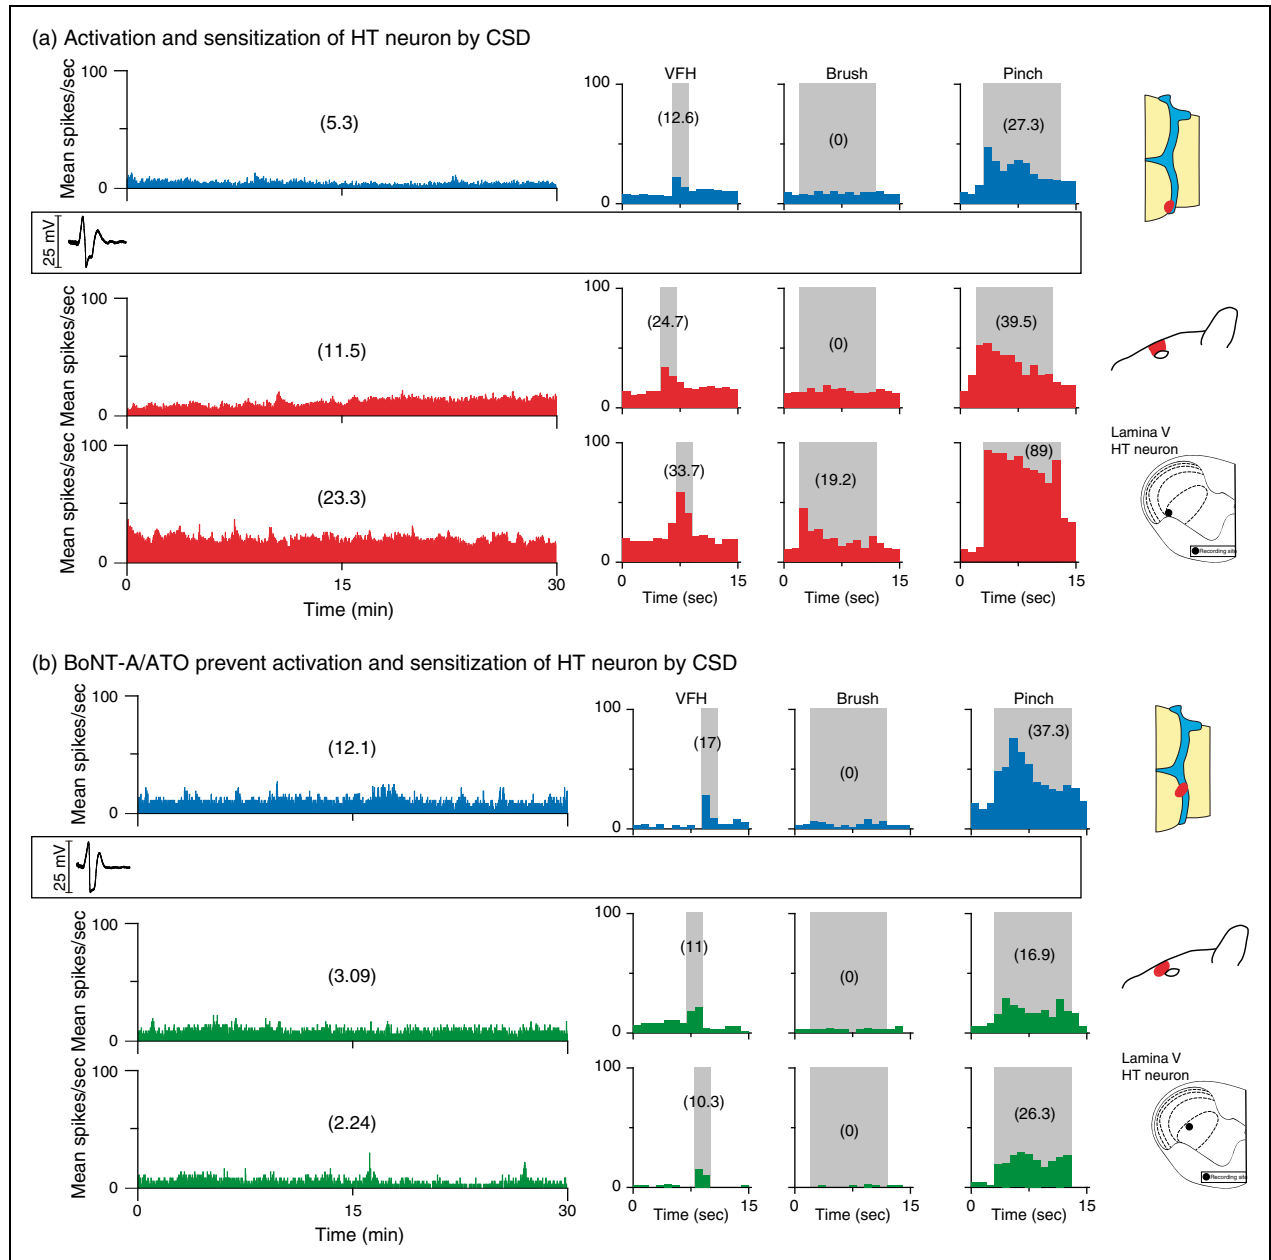 (a) Activation and sensitization of HT neuron by CSD
VFH Brush Pinch
Mean spikes/sec 100 0 (5.3)
100 0 (12.6) (0) (27.3)
25 mV
Mean spikes/sec 100 0 (11.5)
100 0 (24.7) (0) (39.5)
Mean spikes/sec 100 0 (23.3)
100 0 (33.7) (19.2) (89)
Lamina V
HT neuron
Recording site
0 15 30 0 15 0 15 0 15
Time (min) Time (sec) Time (sec) Time (sec)
(b) BoNT-A/ATO prevent activation and sensitization of HT neuron by CSD
VFH Brush Pinch
Mean spikes/sec 100 0 (12.1)
100 0 (17) (0) (37.3)
25 mV
Mean spikes/sec 100 0 (3.09)
100 0 (11) (0) (16.9)
Mean spikes/sec 100 0 (2.24)
100 0 (10.3) (0) (26.3)
Lamina V
HT neuron
Recording site
0 15 30 0 15 0 15 0 15
Time (min) Time (sec) Time (sec) Time (sec)